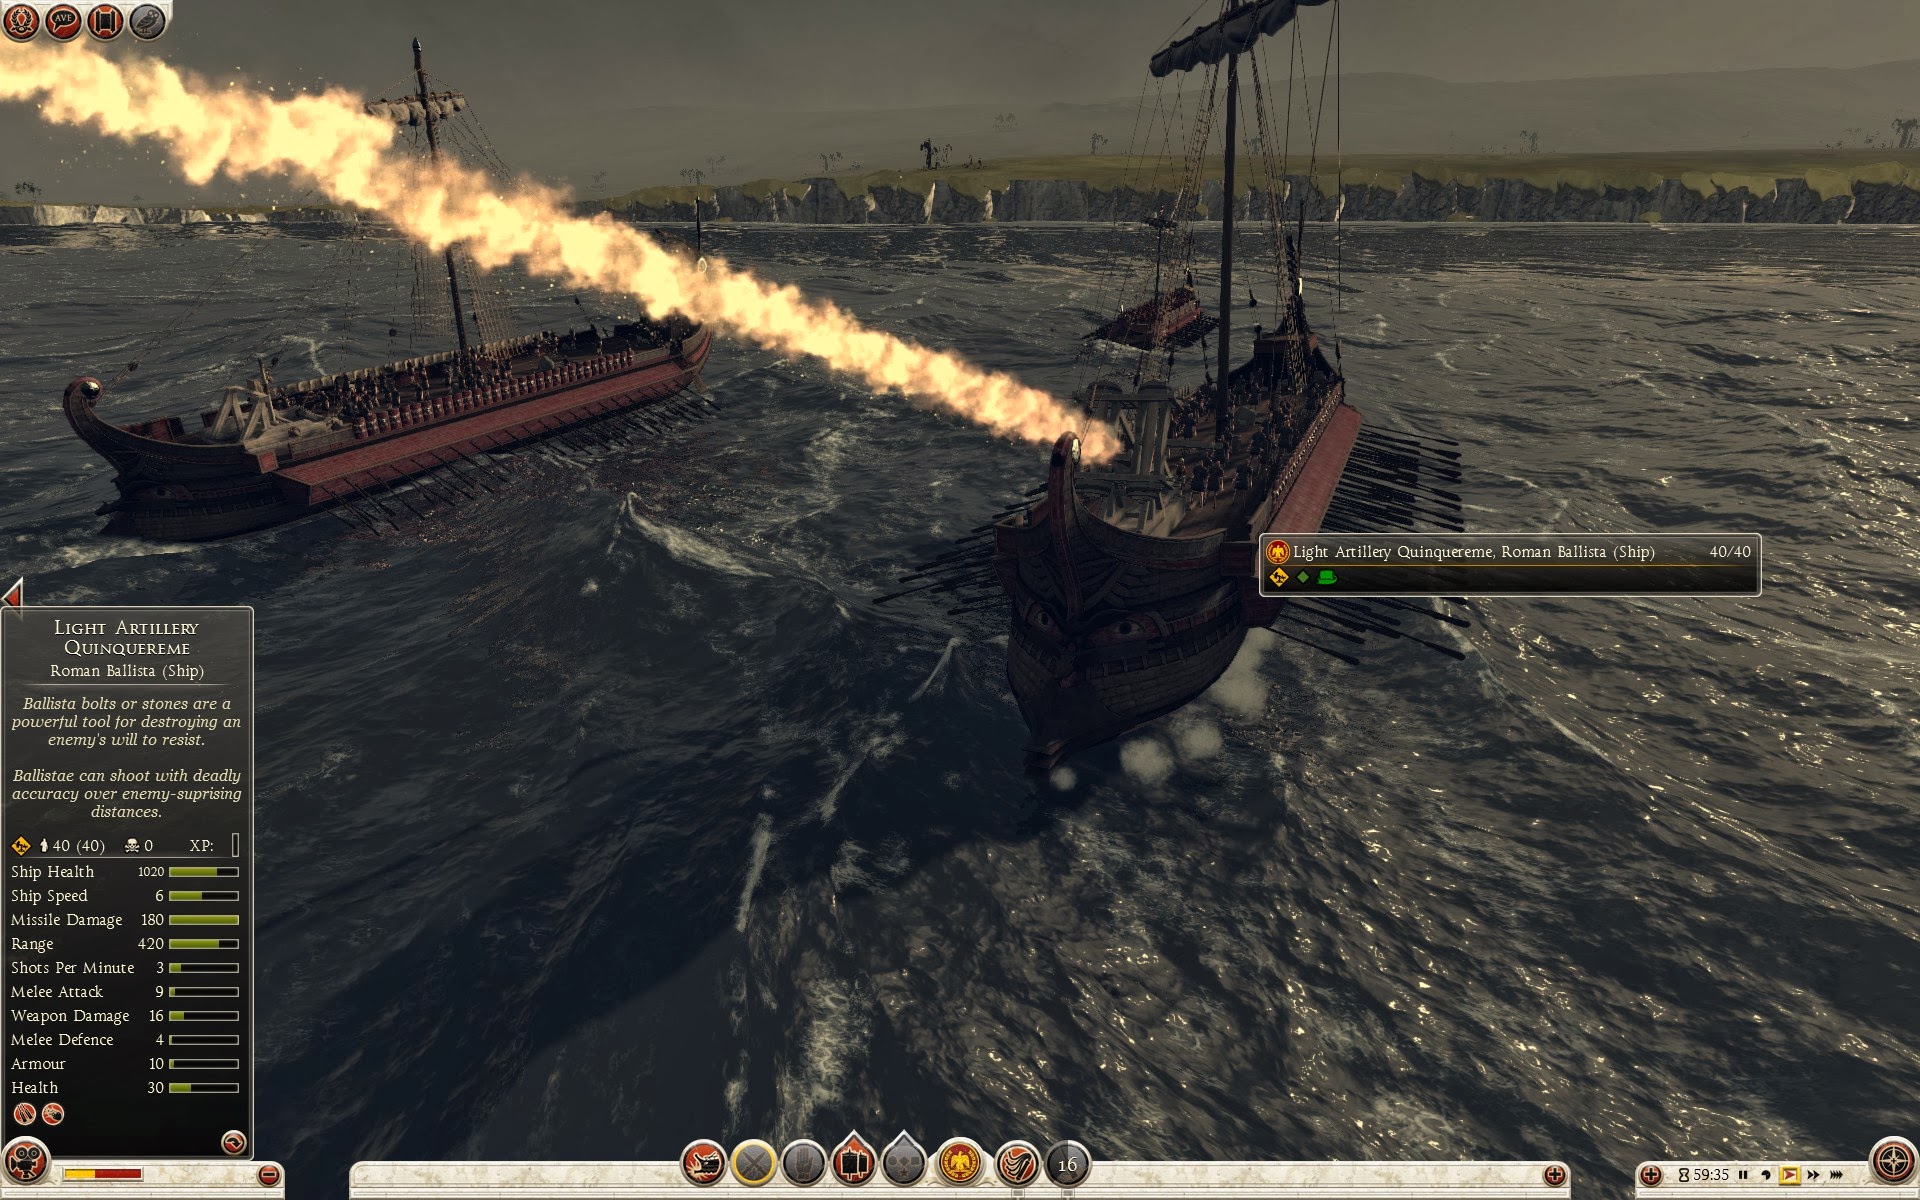 AVE
Light Artillery Quinquereme, Roman Ballista (Ship) 40/40
Light Artillery
Quinquereme
Roman Ballista (Ship)
Ballista bolts or stones are a
powerful tool for destroying an
enemy's will to resist.
Ballistae can shoot with deadly
accuracy over enemy-suprising
distances.
40 (40) 0 XP:
Ship Health 1020
Ship Speed 6
Missile Damage 180
Range 420
Shots Per Minute 3
Melee Attack 9
Weapon Damage 16
Melee Defence 4
Armour 10
Health 30
16
59:35